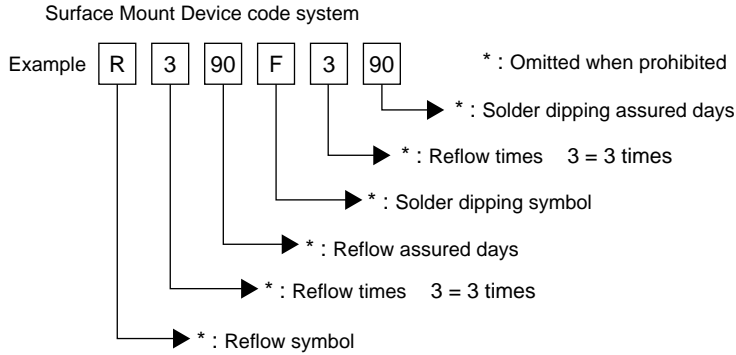 Surface Mount Device code system
Example R 3 90 F 3 90 * : Omitted when prohibited
* : Solder dipping assured days
* : Reflow times 3 = 3 times
* : Solder dipping symbol
* : Reflow assured days
* : Reflow times 3 = 3 times
* : Reflow symbol